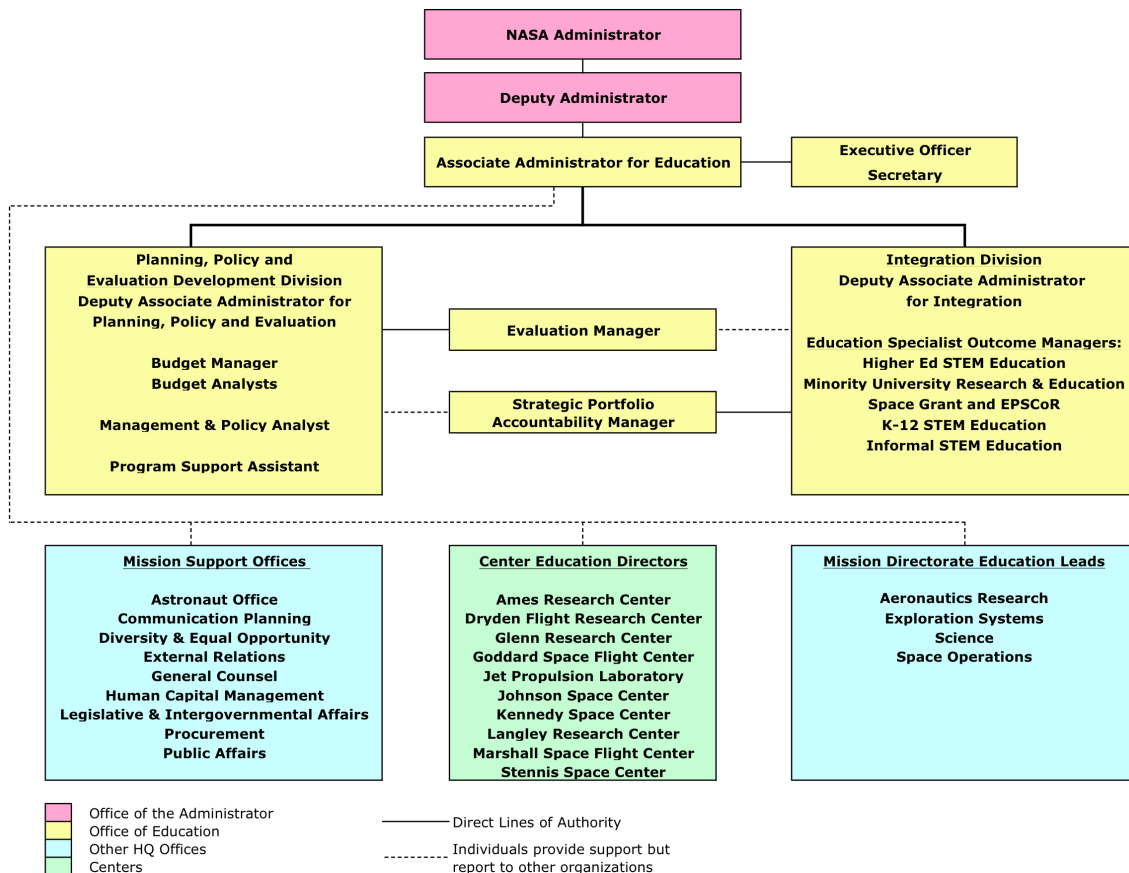 NASA Administrator
Deputy Administrator
Associate Administrator for Education
Executive Officer
Secretary
Planning, Policy and
Evaluation Development Division
Deputy Associate Administrator for
Planning, Policy and Evaluation
Budget Manager
Budget Analysts
Management & Policy Analyst
Program Support Assistant
Evaluation Manager
Strategic Portfolio
Accountability Manager
Integration Division
Deputy Associate Administrator
for Integration
Education Specialist Outcome Managers:
Higher Ed STEM Education
Minority University Research & Education
Space Grant and EPSCoR
K-12 STEM Education
Informal STEM Education
Mission Support Offices
Astronaut Office
Communication Planning
Diversity & Equal Opportunity
External Relations
General Counsel
Human Capital Management
Legislative & Intergovernmental Affairs
Procurement
Public Affairs
Center Education Directors
Ames Research Center
Dryden Flight Research Center
Glenn Research Center
Goddard Space Flight Center
Jet Propulsion Laboratory
Johnson Space Center
Kennedy Space Center
Langley Research Center
Marshall Space Flight Center
Stennis Space Center
Mission Directorate Education Leads
Aeronautics Research
Exploration Systems
Science
Space Operations
Office of the Administrator
Office of Education
Other HQ Offices
Centers
Direct Lines of Authority
Individuals provide support but
report to other organizations